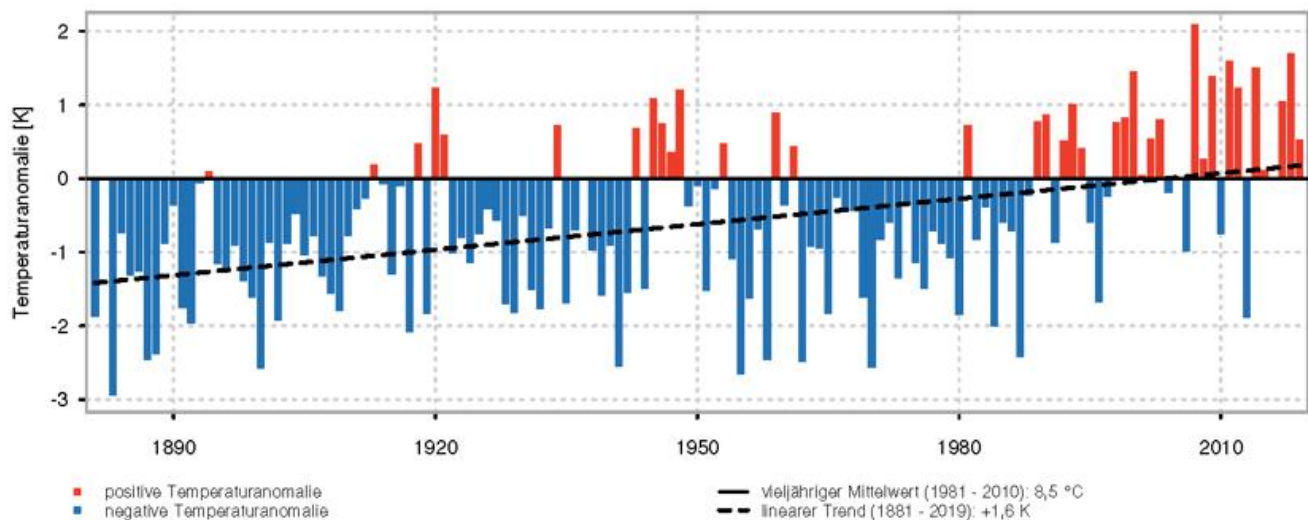 Temperaturanomalie [K]
2
1
0
-1
-2
-3
1890 1920 1950 1980 2010
positive Temperaturanomalie
negative Temperaturanomalie
vieljähriger Mittelwert (1981 - 2010): 8,5 °C
linearer Trend (1881 - 2019): +1,6 K